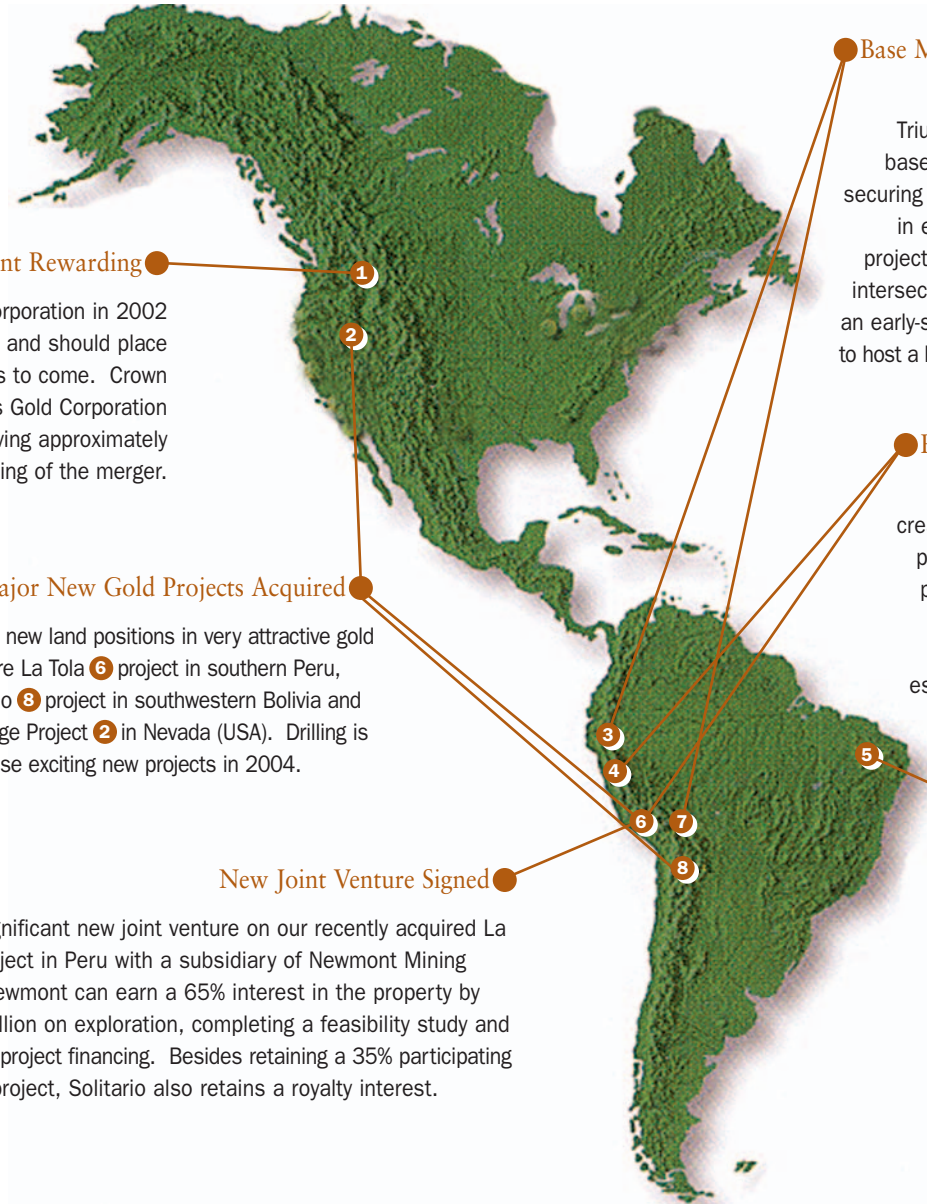 Base M
Triu
base
securing
in e
project
intersec
an early-s
to host a
nt Rewarding
orporation in 2002
and should place
s to come. Crown
s Gold Corporation
ving approximately
ing of the merger.
1
2
cre
p
p
es
ajor New Gold Projects Acquired
new land positions in very attractive gold
re La Tola 6 project in southern Peru,
o 8 project in southwestern Bolivia and
ge Project 2 in Nevada (USA). Drilling is
se exciting new projects in 2004.
3
4
5
6
7
8
New Joint Venture Signed
gnificant new joint venture on our recently acquired La
ject in Peru with a subsidiary of Newmont Mining
ewmont can earn a 65% interest in the property by
llion on exploration, completing a feasibility study and
project financing. Besides retaining a 35% participating
project, Solitario also retains a royalty interest.